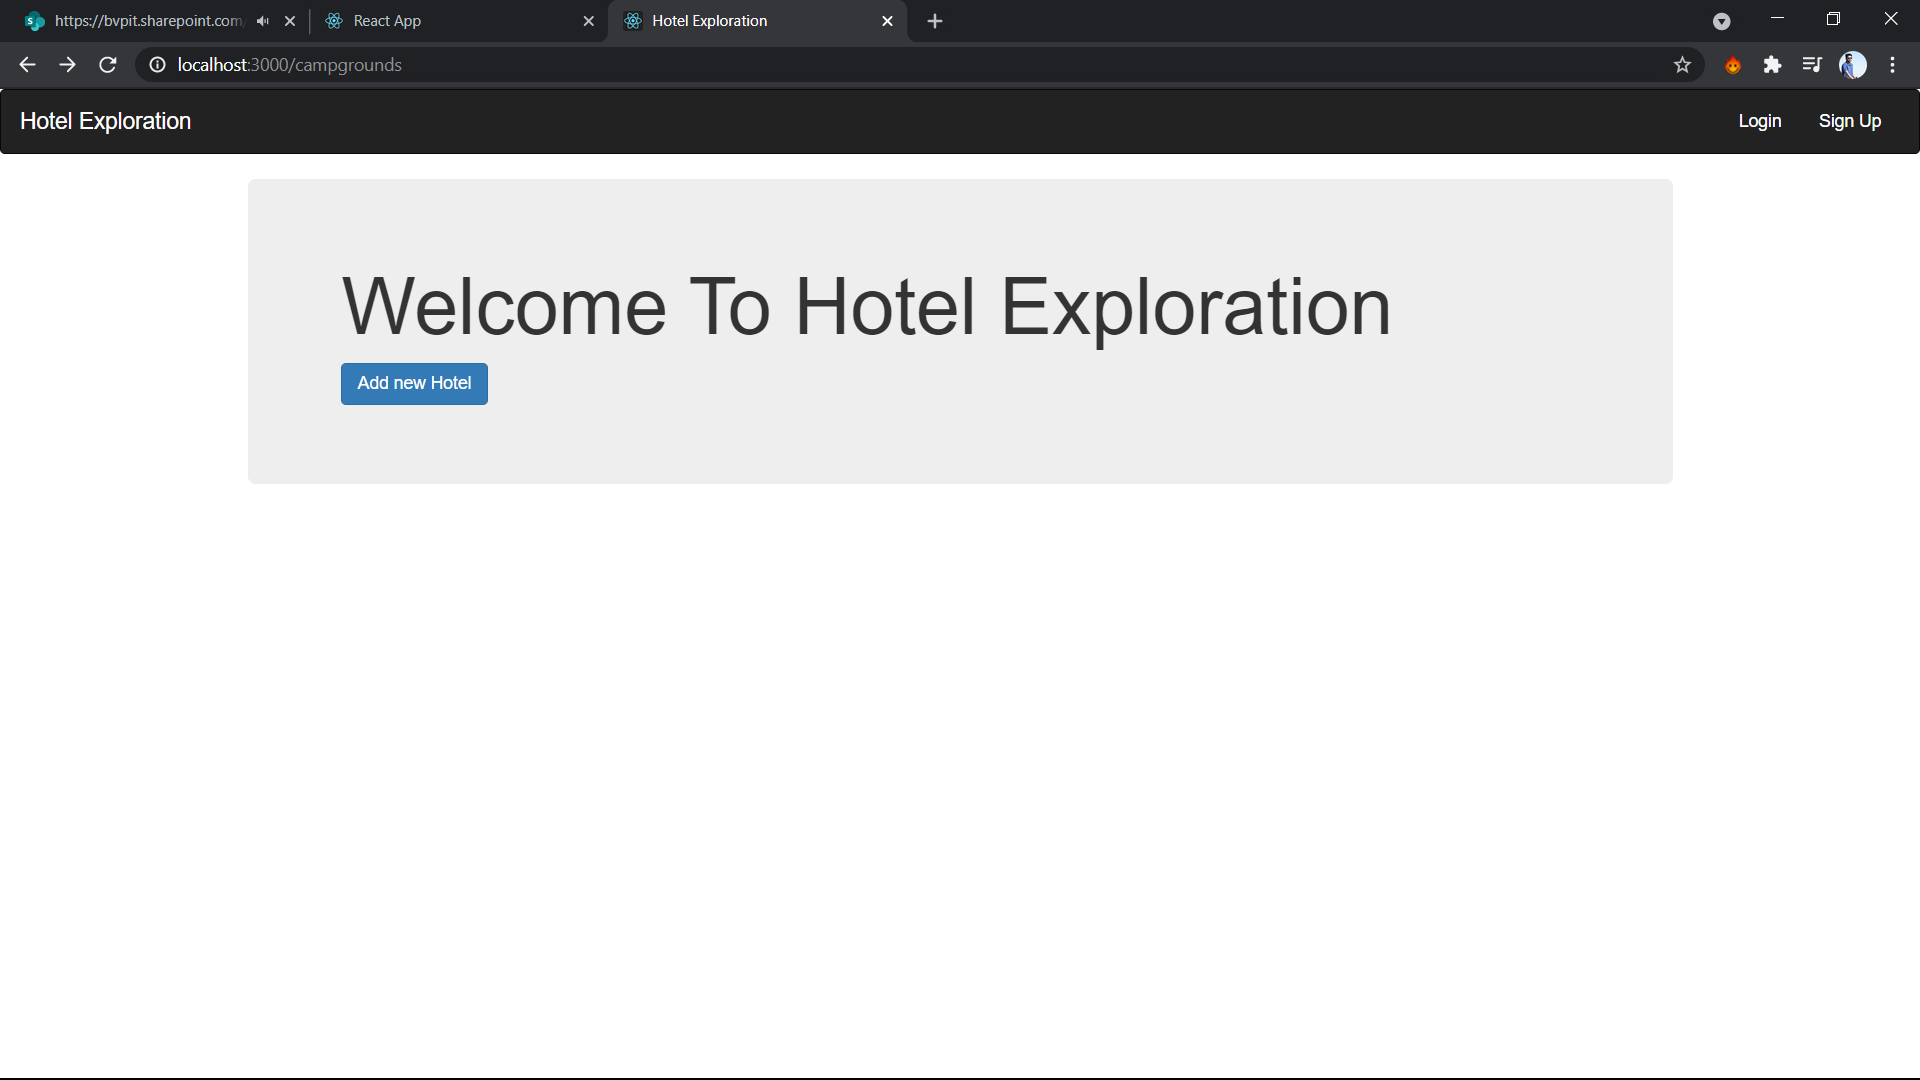 https://bvpit.sharepoint.com/
React App
Hotel Exploration
localhost:3000/campgrounds
Hotel Exploration
Login
Sign Up
Welcome To Hotel Exploration
Add new Hotel